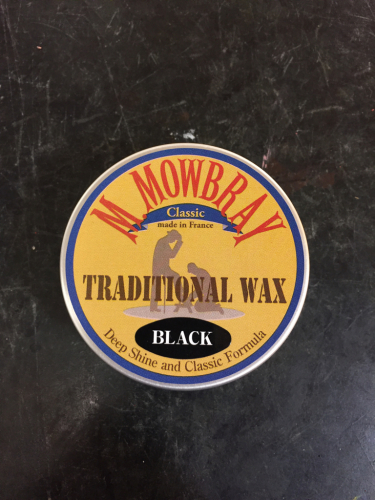 M. MOWBRAY
Classic
made in France
TRADITIONAL WAX
BLACK
Deep Shine and Classic Formula